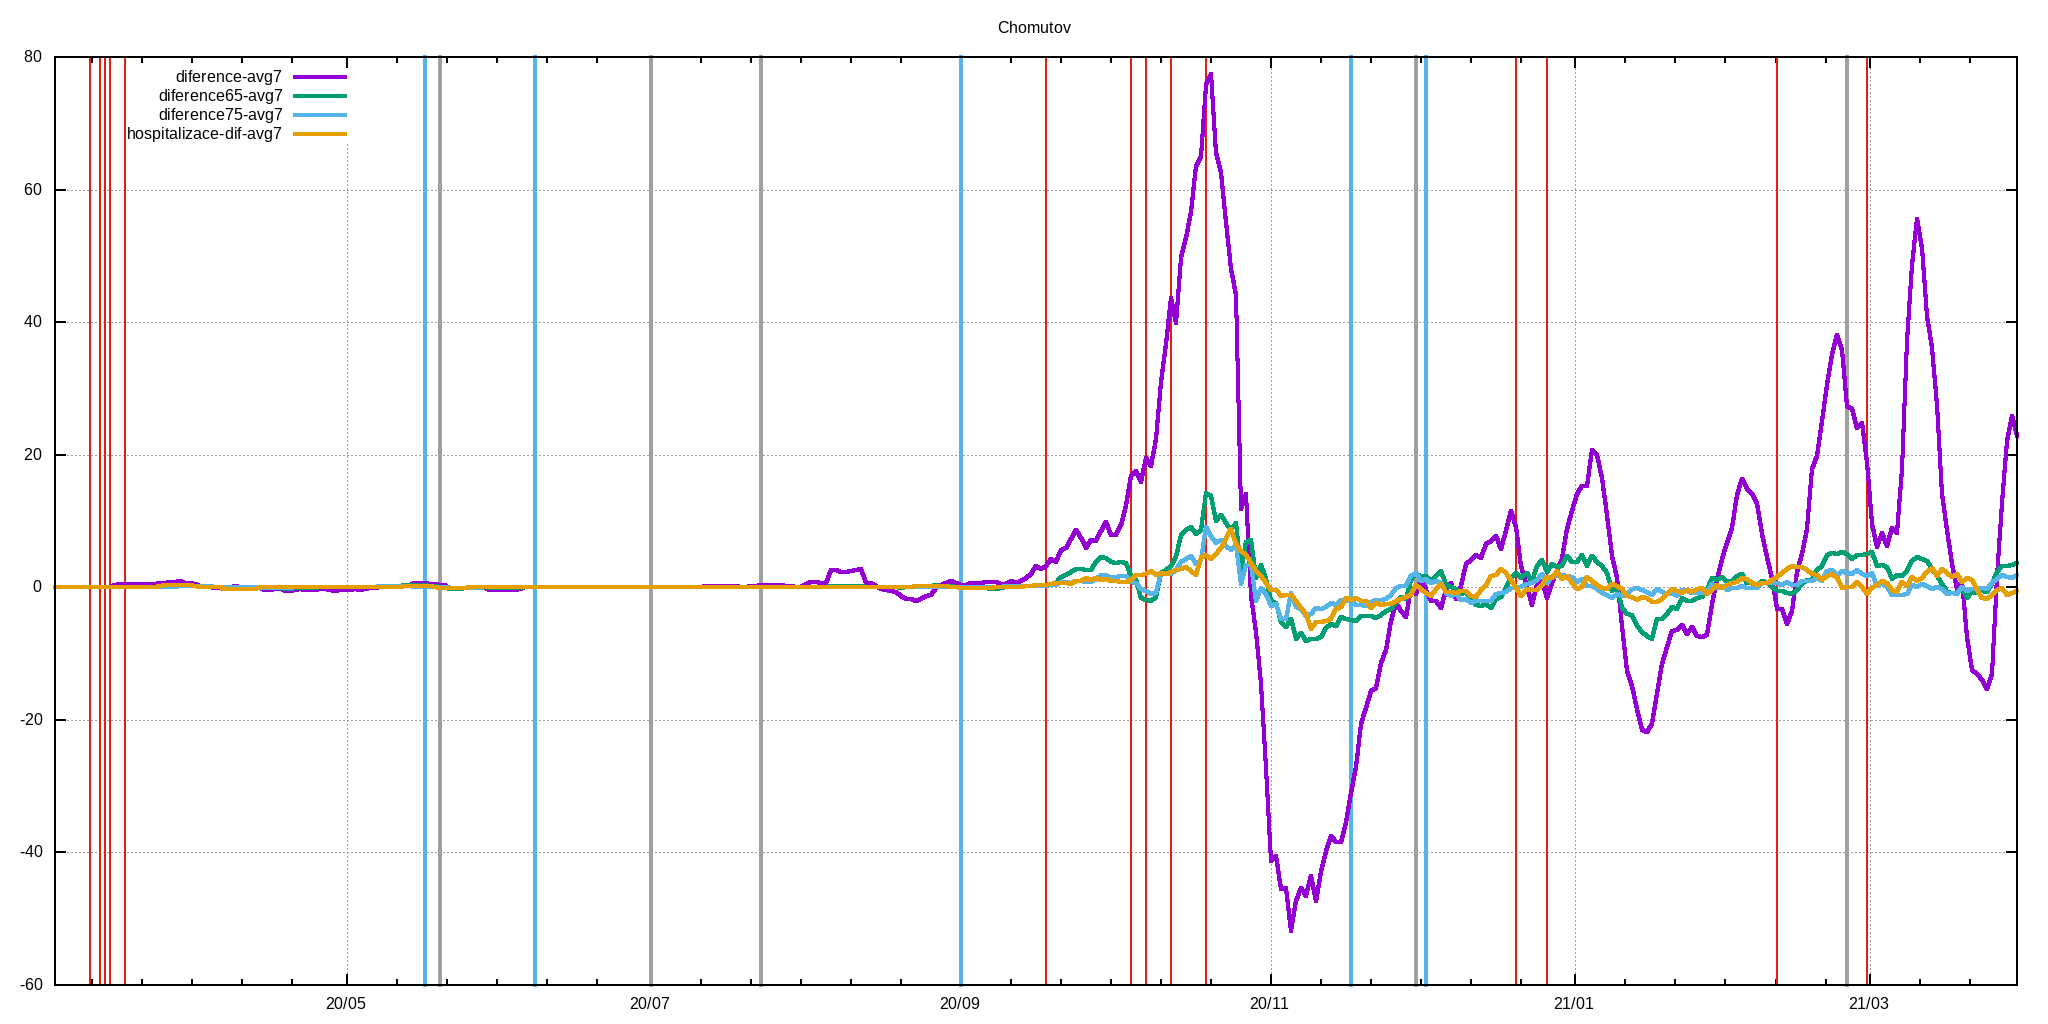 Chomutov
80
diference-avg7
diference65-avg7
diference75-avg7
hospitalizace-dif-avg7
60
40
20
0
-20
-40
-60
20/05
20/07
20/09
20/11
21/01
21/03